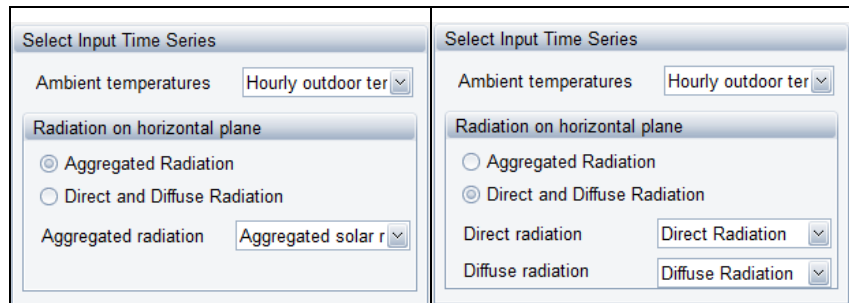 Select Input Time Series
Ambient temperatures Hourly outdoor ter
Radiation on horizontal plane
Aggregated Radiation
Direct and Diffuse Radiation
Aggregated radiation Aggregated solar r
Select Input Time Series
Ambient temperatures Hourly outdoor ter
Radiation on horizontal plane
Aggregated Radiation
Direct and Diffuse Radiation
Direct radiation Direct Radiation
Diffuse radiation Diffuse Radiation